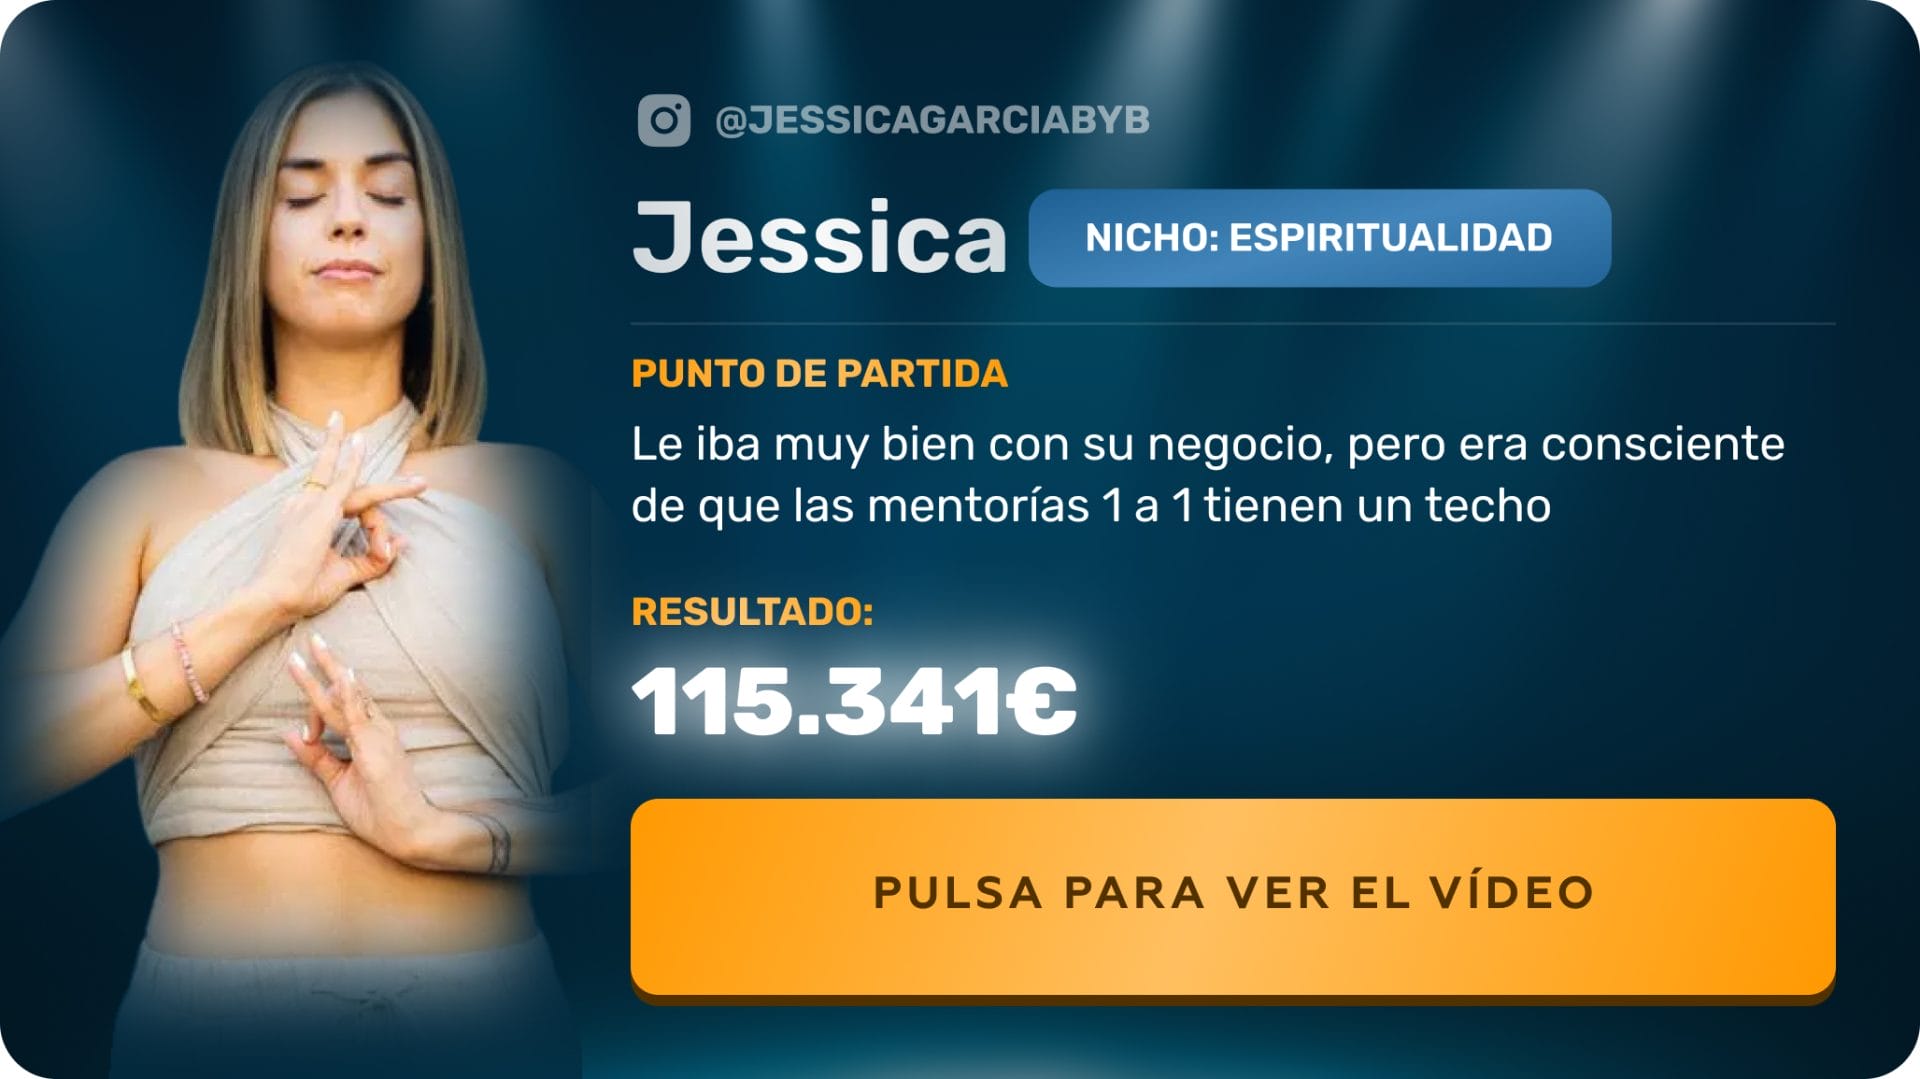 @JESSICAGARCIABYB
Jessica
NICHO: ESPIRITUALIDAD
PUNTO DE PARTIDA
Le iba muy bien con su negocio, pero era consciente
de que las mentorías 1 a 1 tienen un techo
RESULTADO:
115.341€
PULSA PARA VER EL VÍDEO